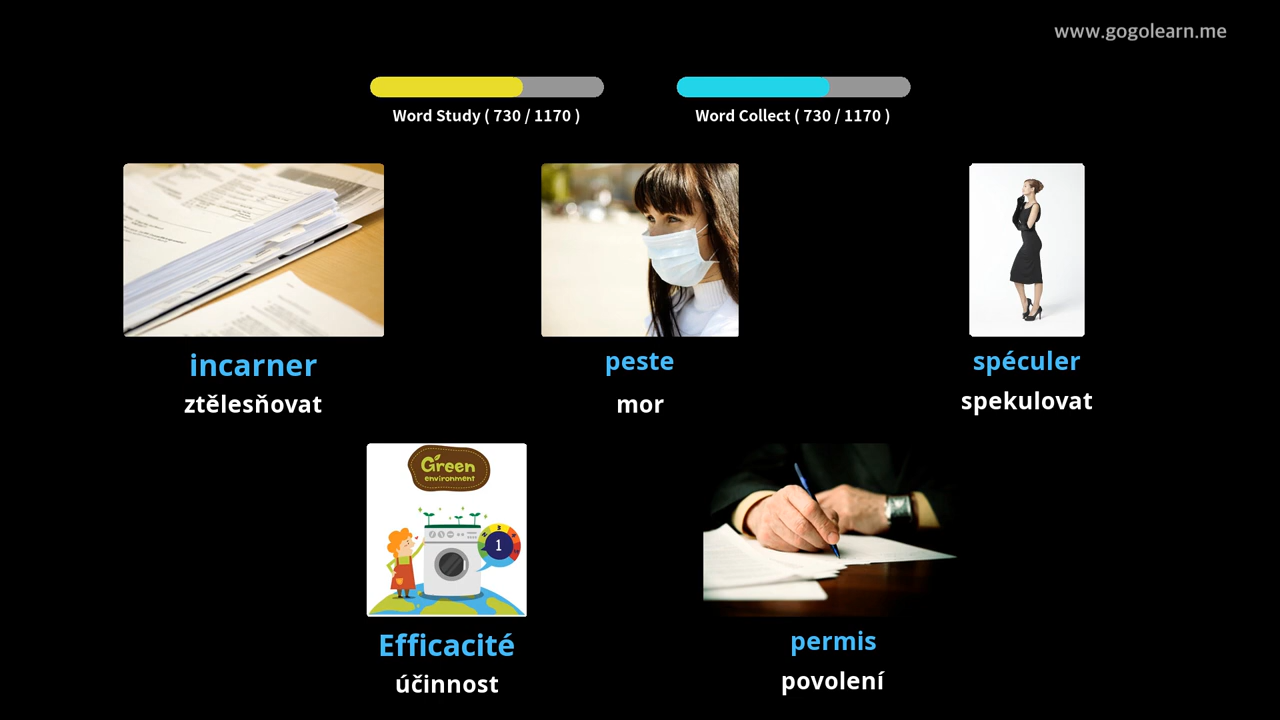 www.gogolearn.me
Word Study ( 730 / 1170 )
Word Collect ( 730 / 1170 )
incarner
ztělesňovat
peste
mor
spéculer
spekulovat
Green
environment
1
Efficacité
účinnost
permis
povolení